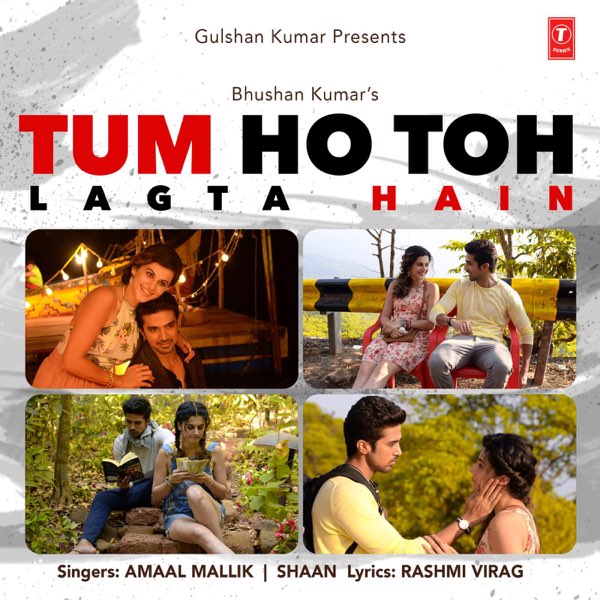 Gulshan Kumar Presents
T
SERIES
Bhushan Kumar's
TUM HO TOH
LAGTA HAIN
Singers: AMAAL MALLIK | SHAAN Lyrics: RASHMI VIRAG